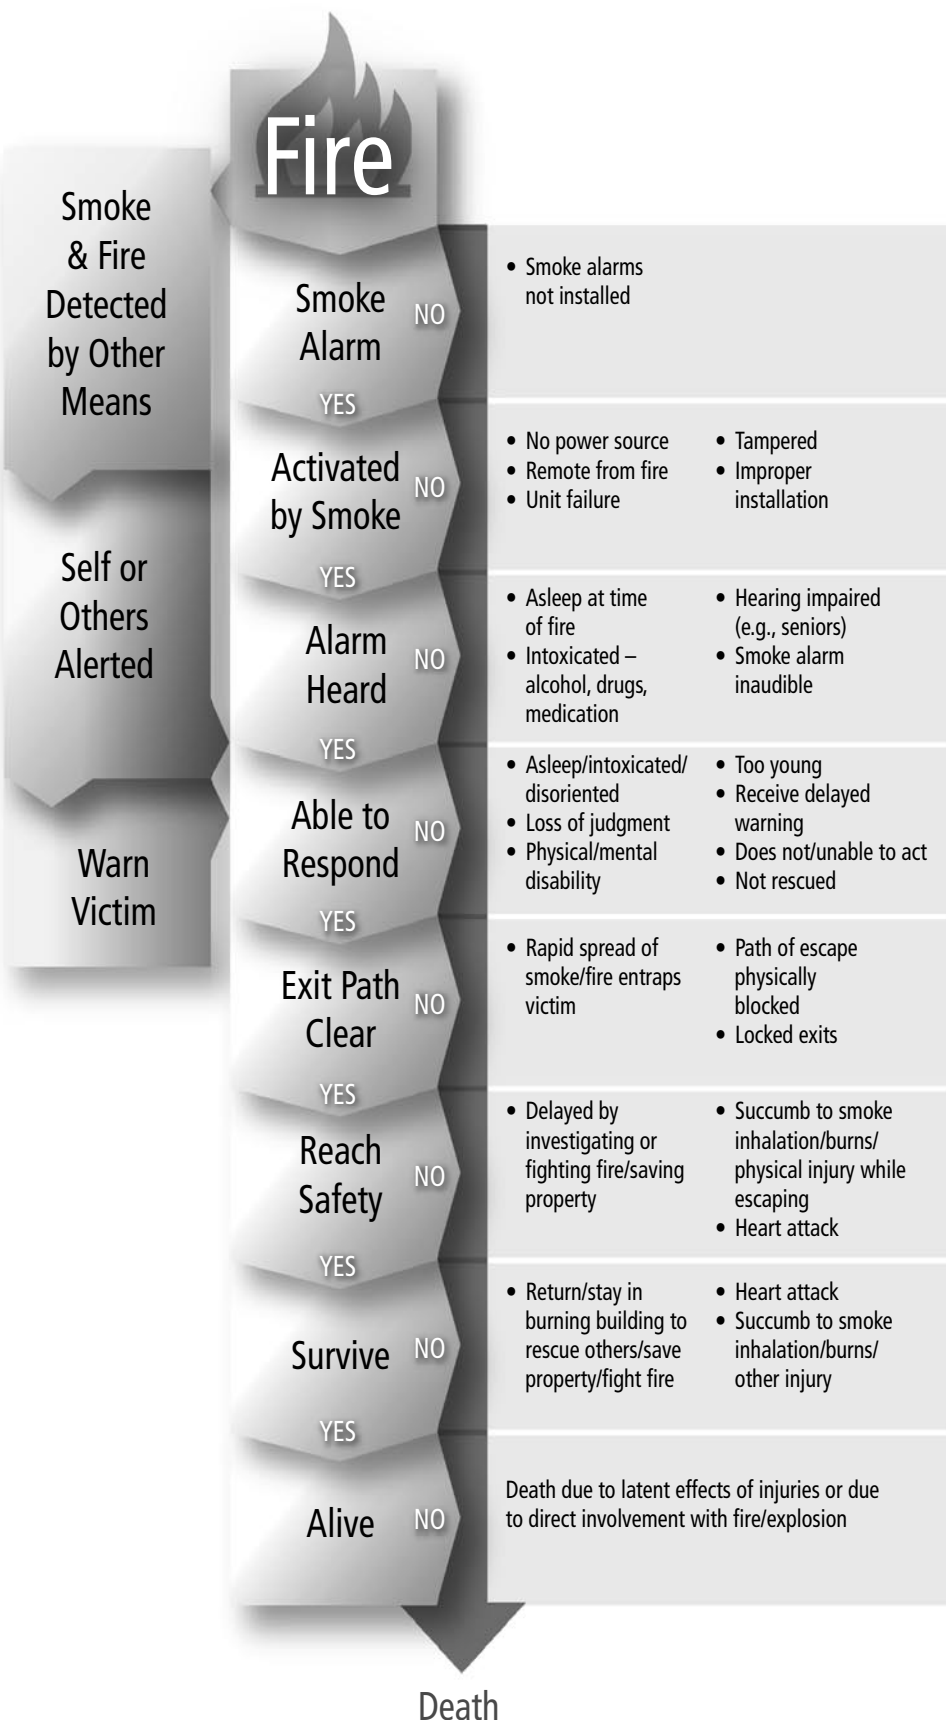 Fire
Smoke
& Fire
Detected
by Other
Means
Self or
Others
Alerted
Warn
Victim
Smoke
Alarm
NO
YES
• Smoke alarms
not installed
Activated
by Smoke
NO
YES
• No power source
• Remote from fire
• Unit failure
• Tampered
• Improper
installation
Alarm
Heard
NO
YES
• Asleep at time
of fire
• Intoxicated –
alcohol, drugs,
medication
• Hearing impaired
(e.g., seniors)
• Smoke alarm
inaudible
Able to
Respond
NO
YES
• Asleep/intoxicated/
disoriented
• Loss of judgment
• Physical/mental
disability
• Too young
• Receive delayed
warning
• Does not/unable to act
• Not rescued
Exit Path
Clear
NO
YES
• Rapid spread of
smoke/fire entraps
victim
• Path of escape
physically
blocked
• Locked exits
Reach
Safety
NO
YES
• Delayed by
investigating or
fighting fire/saving
property
• Succumb to smoke
inhalation/burns/
physical injury while
escaping
• Heart attack
Survive
NO
YES
• Return/stay in
burning building to
rescue others/save
property/fight fire
• Heart attack
• Succumb to smoke
inhalation/burns/
other injury
Alive
NO
Death due to latent effects of injuries or due
to direct involvement with fire/explosion
Death